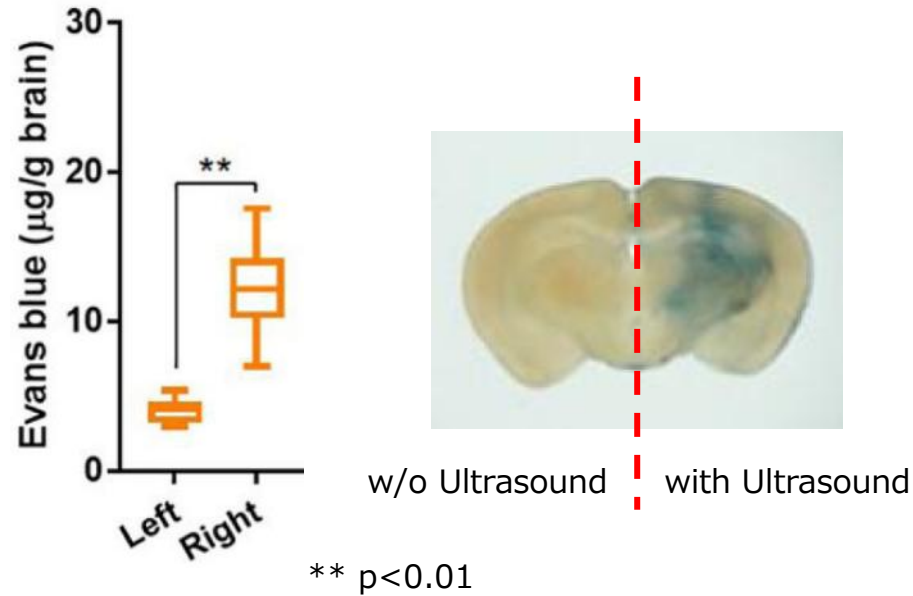 30
20
10
0
Evans blue (μg/g brain)
**
Left
Right
w/o Ultrasound
with Ultrasound
** p<0.01